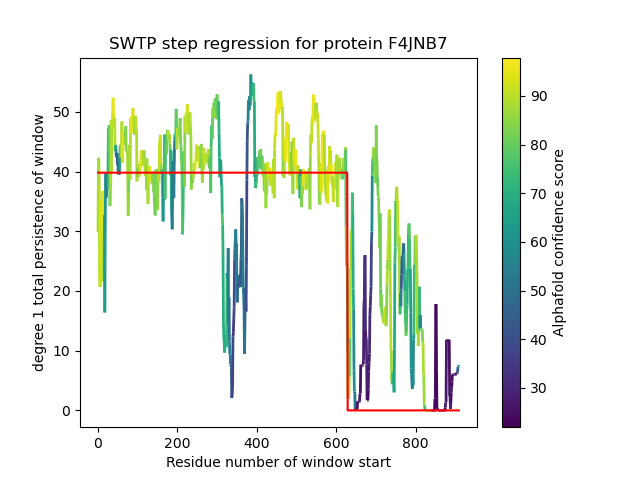 SWTP step regression for protein F4JNB7
degree 1 total persistence of window
50
40
30
20
10
0
0 200 400 600 800
Residue number of window start
90
80
70
60
50
40
30
Alphafold confidence score